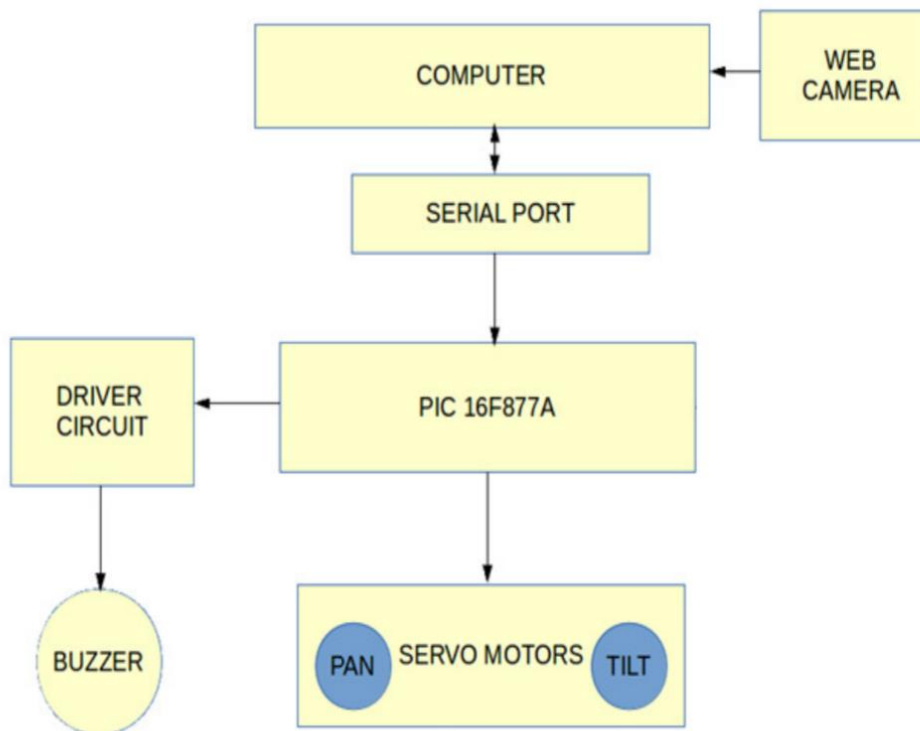 COMPUTER
WEB
CAMERA
SERIAL PORT
DRIVER
CIRCUIT
PIC 16F877A
BUZZER
PAN
SERVO MOTORS
TILT